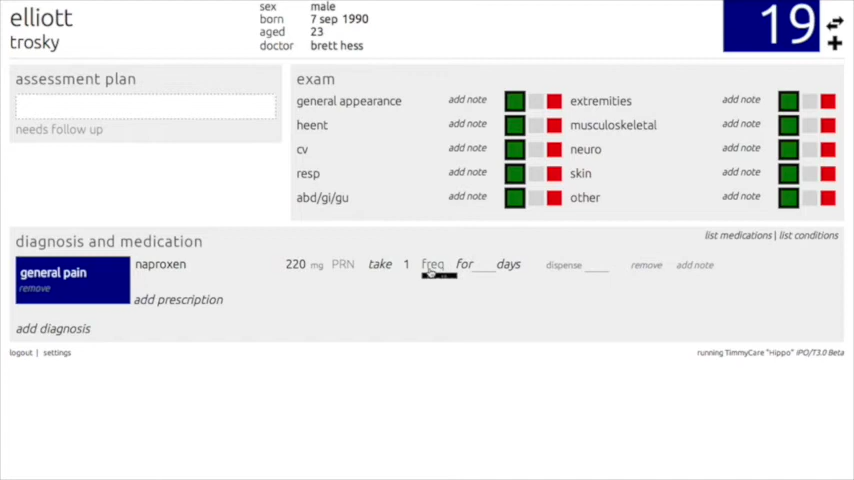 elliott
trosky
sex male
born 7 sep 1990
aged 23
doctor brett hess
19
assessment plan
needs follow up
exam
general appearance add note extremities add note
heent add note musculoskeletal add note
cv add note neuro add note
resp add note skin add note
abd/gi/gu add note other add note
diagnosis and medication
list medications | list conditions
general pain
remove
naproxen 220 mg PRN take 1 freq for days dispense remove add note
add prescription
add diagnosis
logout | settings
running TimmyCare "Hippo" iPO/T3.0 Beta